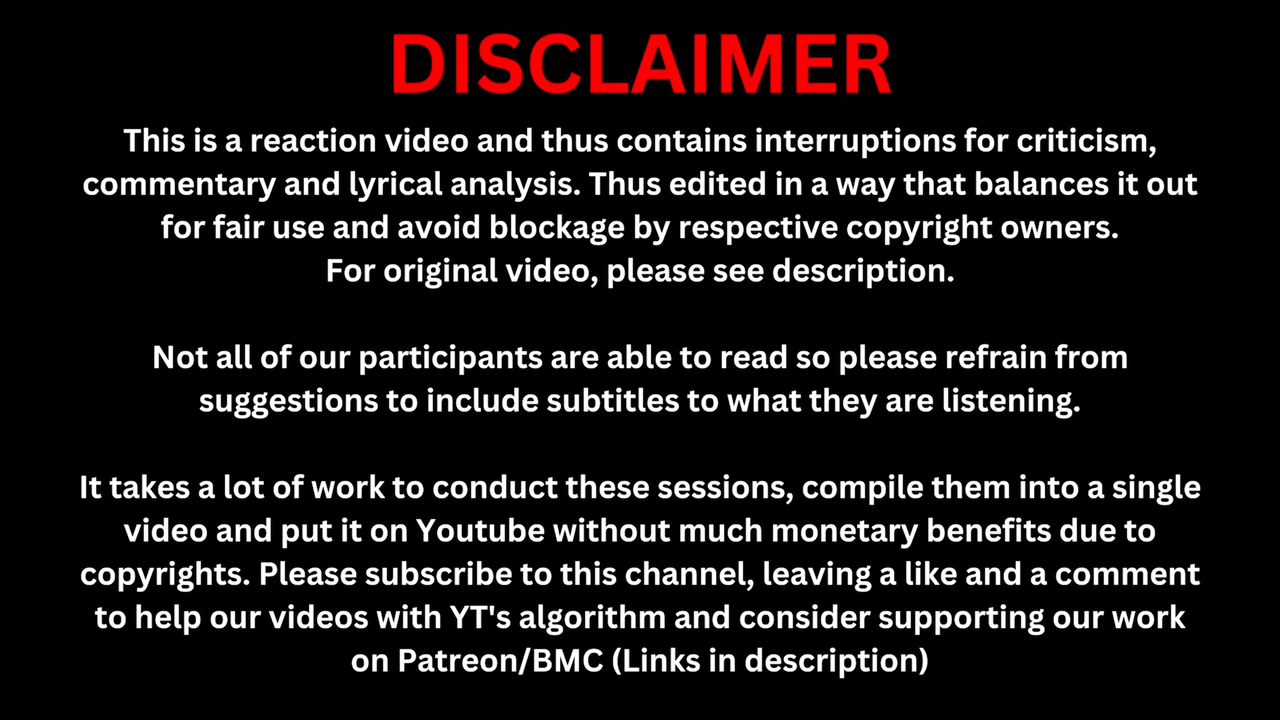 DISCLAIMER
This is a reaction video and thus contains interruptions for criticism,
commentary and lyrical analysis. Thus edited in a way that balances it out
for fair use and avoid blockage by respective copyright owners.
For original video, please see description.
Not all of our participants are able to read so please refrain from
suggestions to include subtitles to what they are listening.
It takes a lot of work to conduct these sessions, compile them into a single
video and put it on Youtube without much monetary benefits due to
copyrights. Please subscribe to this channel, leaving a like and a comment
to help our videos with YT's algorithm and consider supporting our work
on Patreon/BMC (Links in description)